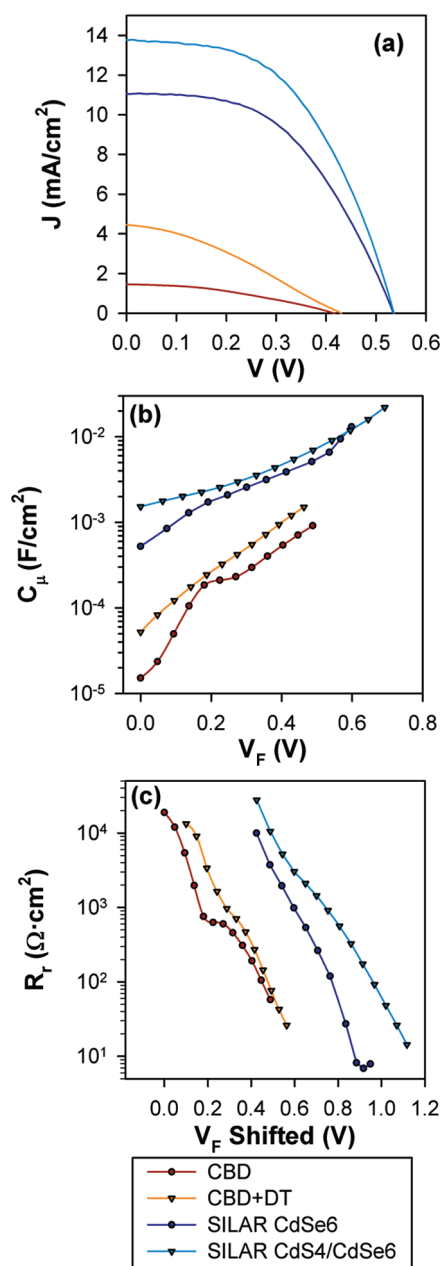 (a)
14
12
10
8
6
4
2
0
J (mA/cm²)
0.0 0.1 0.2 0.3 0.4 0.5 0.6
V (V)
(b)
10⁻²
10⁻³
10⁻⁴
10⁻⁵
Cμ (F/cm²)
0.0 0.2 0.4 0.6 0.8
V_F (V)
(c)
10⁴
10³
10²
10¹
R_r (Ω·cm²)
0.0 0.2 0.4 0.6 0.8 1.0 1.2
V_F Shifted (V)
CBD
CBD+DT
SILAR CdSe6
SILAR CdS4/CdSe6